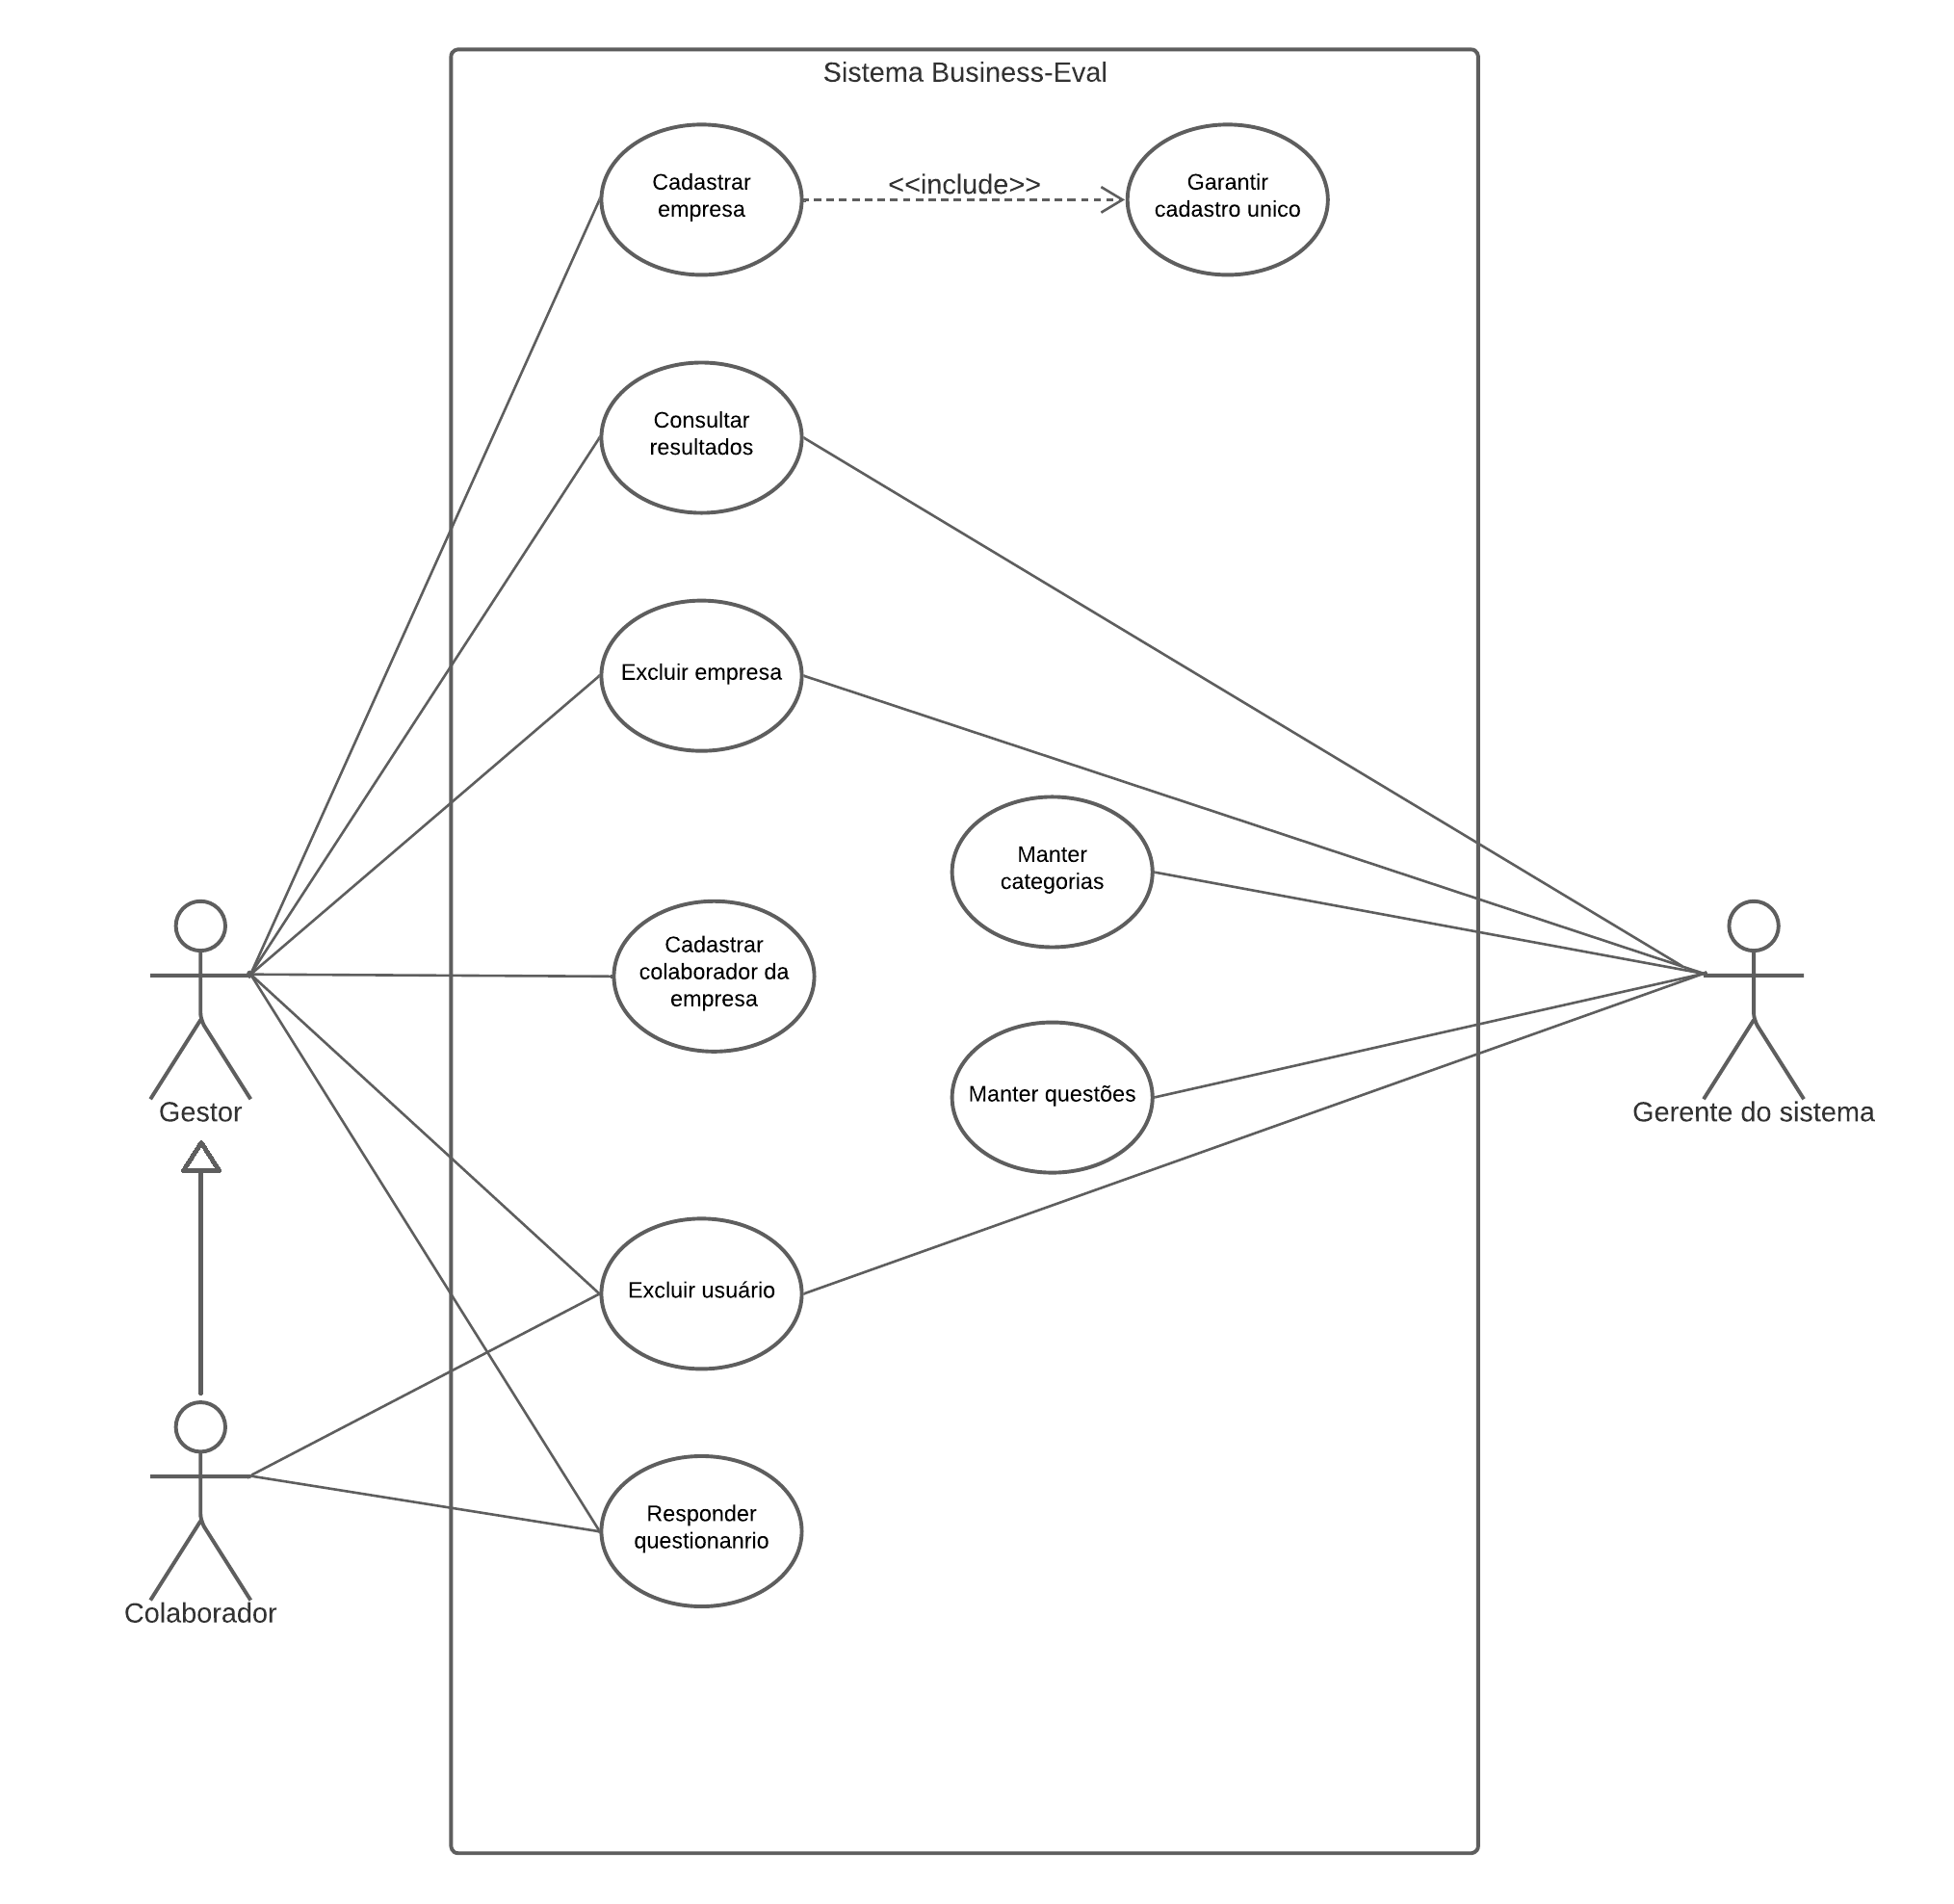 Sistema Business-Eval
Cadastrar
empresa
<<include>>
Garantir
cadastro unico
Consultar
resultados
Excluir empresa
Manter
categorias
Cadastrar
colaborador da
empresa
Manter questões
Gestor
Gerente do sistema
Excluir usuário
Responder
questionanrio
Colaborador